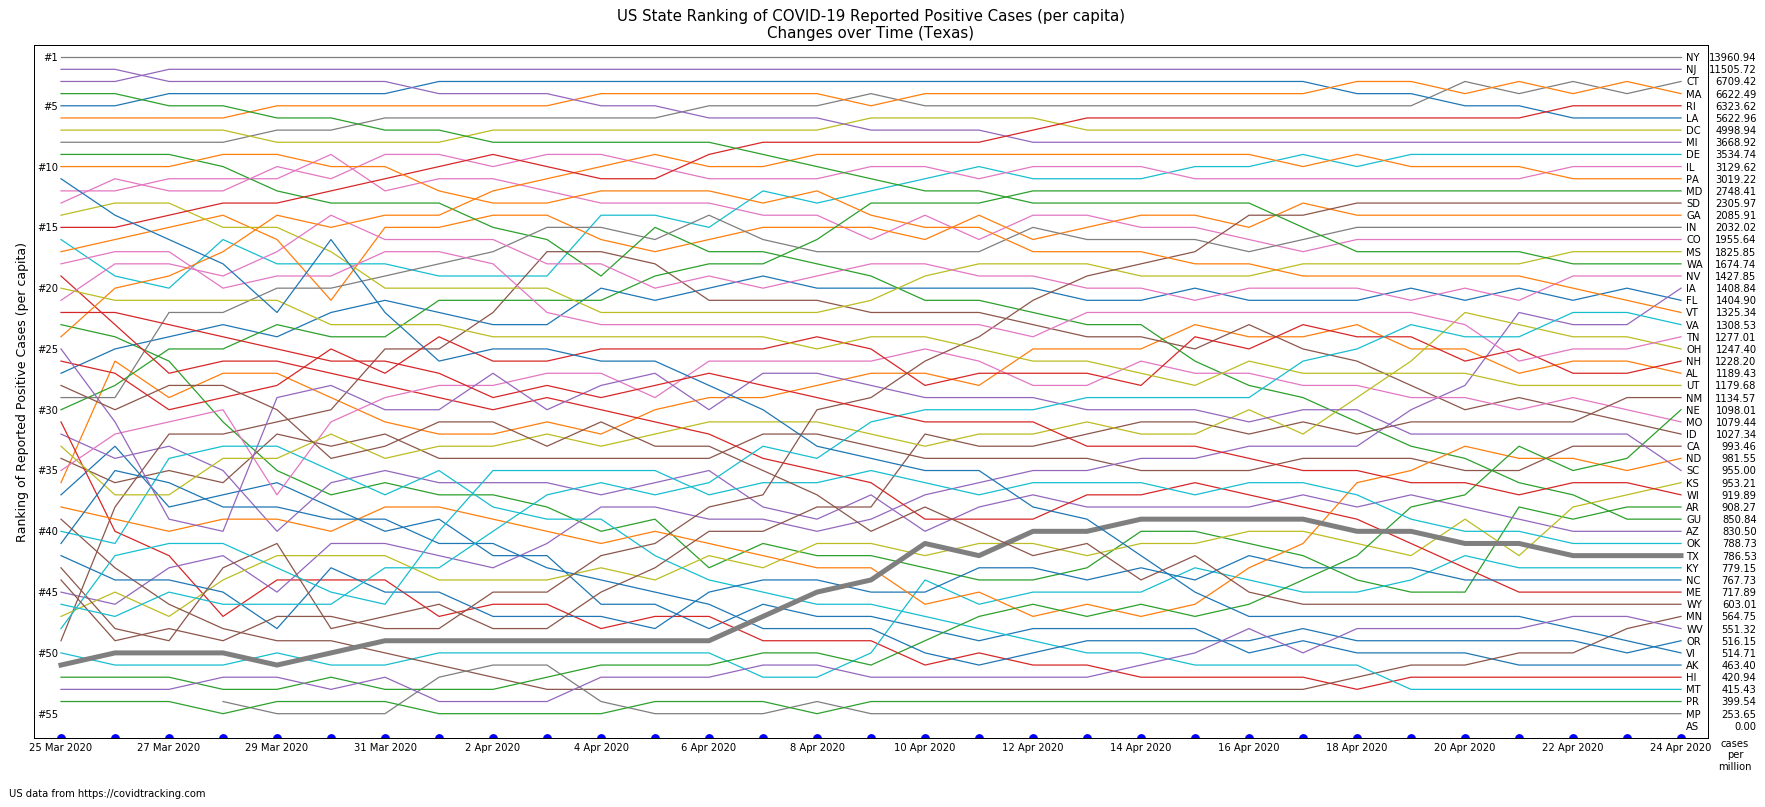 US State Ranking of COVID-19 Reported Positive Cases (per capita)
Changes over Time (Texas)
Ranking of Reported Positive Cases (per capita)
#1
#5
#10
#15
#20
#25
#30
#35
#40
#45
#50
#55
NY 13960.94
NJ 11505.72
CT 6709.42
MA 6622.49
RI 6323.62
LA 5622.96
DC 4998.94
MI 3668.92
DE 3534.74
IL 3129.62
PA 3019.22
MD 2748.41
SD 2305.97
GA 2085.91
IN 2032.02
CO 1955.64
MS 1825.85
WA 1674.74
NV 1427.85
IA 1408.84
FL 1404.90
VT 1325.34
VA 1308.53
TN 1277.01
OH 1247.40
NH 1228.20
AL 1189.43
UT 1179.68
NM 1134.57
NE 1098.01
MO 1079.44
ID 1027.34
CA 993.46
ND 981.55
SC 955.00
KS 953.21
WI 919.89
AR 908.27
GU 850.84
AZ 830.50
OK 788.73
TX 786.53
KY 779.15
NC 767.73
ME 717.89
WY 603.01
MN 564.75
WV 551.32
OR 516.15
VI 514.71
AK 463.40
HI 420.94
MT 415.43
PR 399.54
MP 253.65
AS 0.00
25 Mar 2020 27 Mar 2020 29 Mar 2020 31 Mar 2020 2 Apr 2020 4 Apr 2020 6 Apr 2020 8 Apr 2020 10 Apr 2020 12 Apr 2020 14 Apr 2020 16 Apr 2020 18 Apr 2020 20 Apr 2020 22 Apr 2020 24 Apr 2020
cases
per
million
US data from https://covidtracking.com